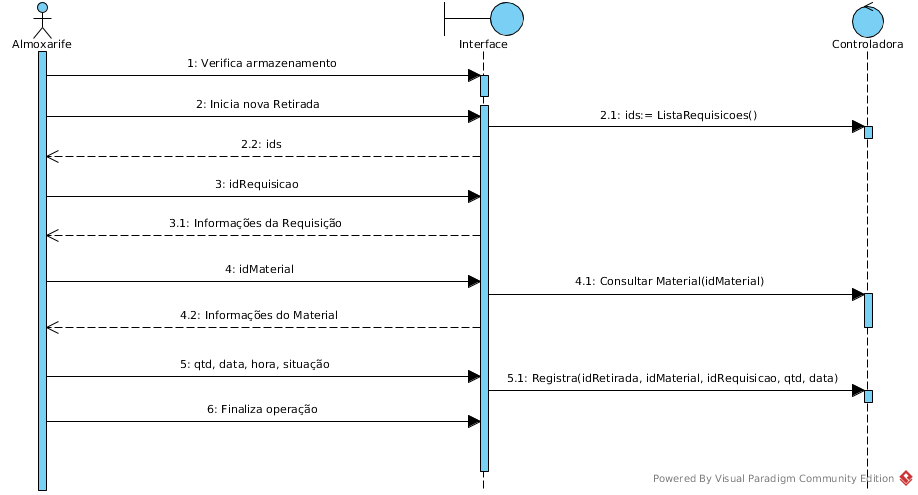 Almoxarife
Interface
Controladora
1: Verifica armazenamento
2: Inicia nova Retirada
2.1: ids:= ListaRequisicoes()
2.2: ids
3: idRequisicao
3.1: Informações da Requisição
4: idMaterial
4.1: Consultar Material(idMaterial)
4.2: Informações do Material
5: qtd, data, hora, situação
5.1: Registra(idRetirada, idMaterial, idRequisicao, qtd, data)
6: Finaliza operação
Powered By Visual Paradigm Community Edition